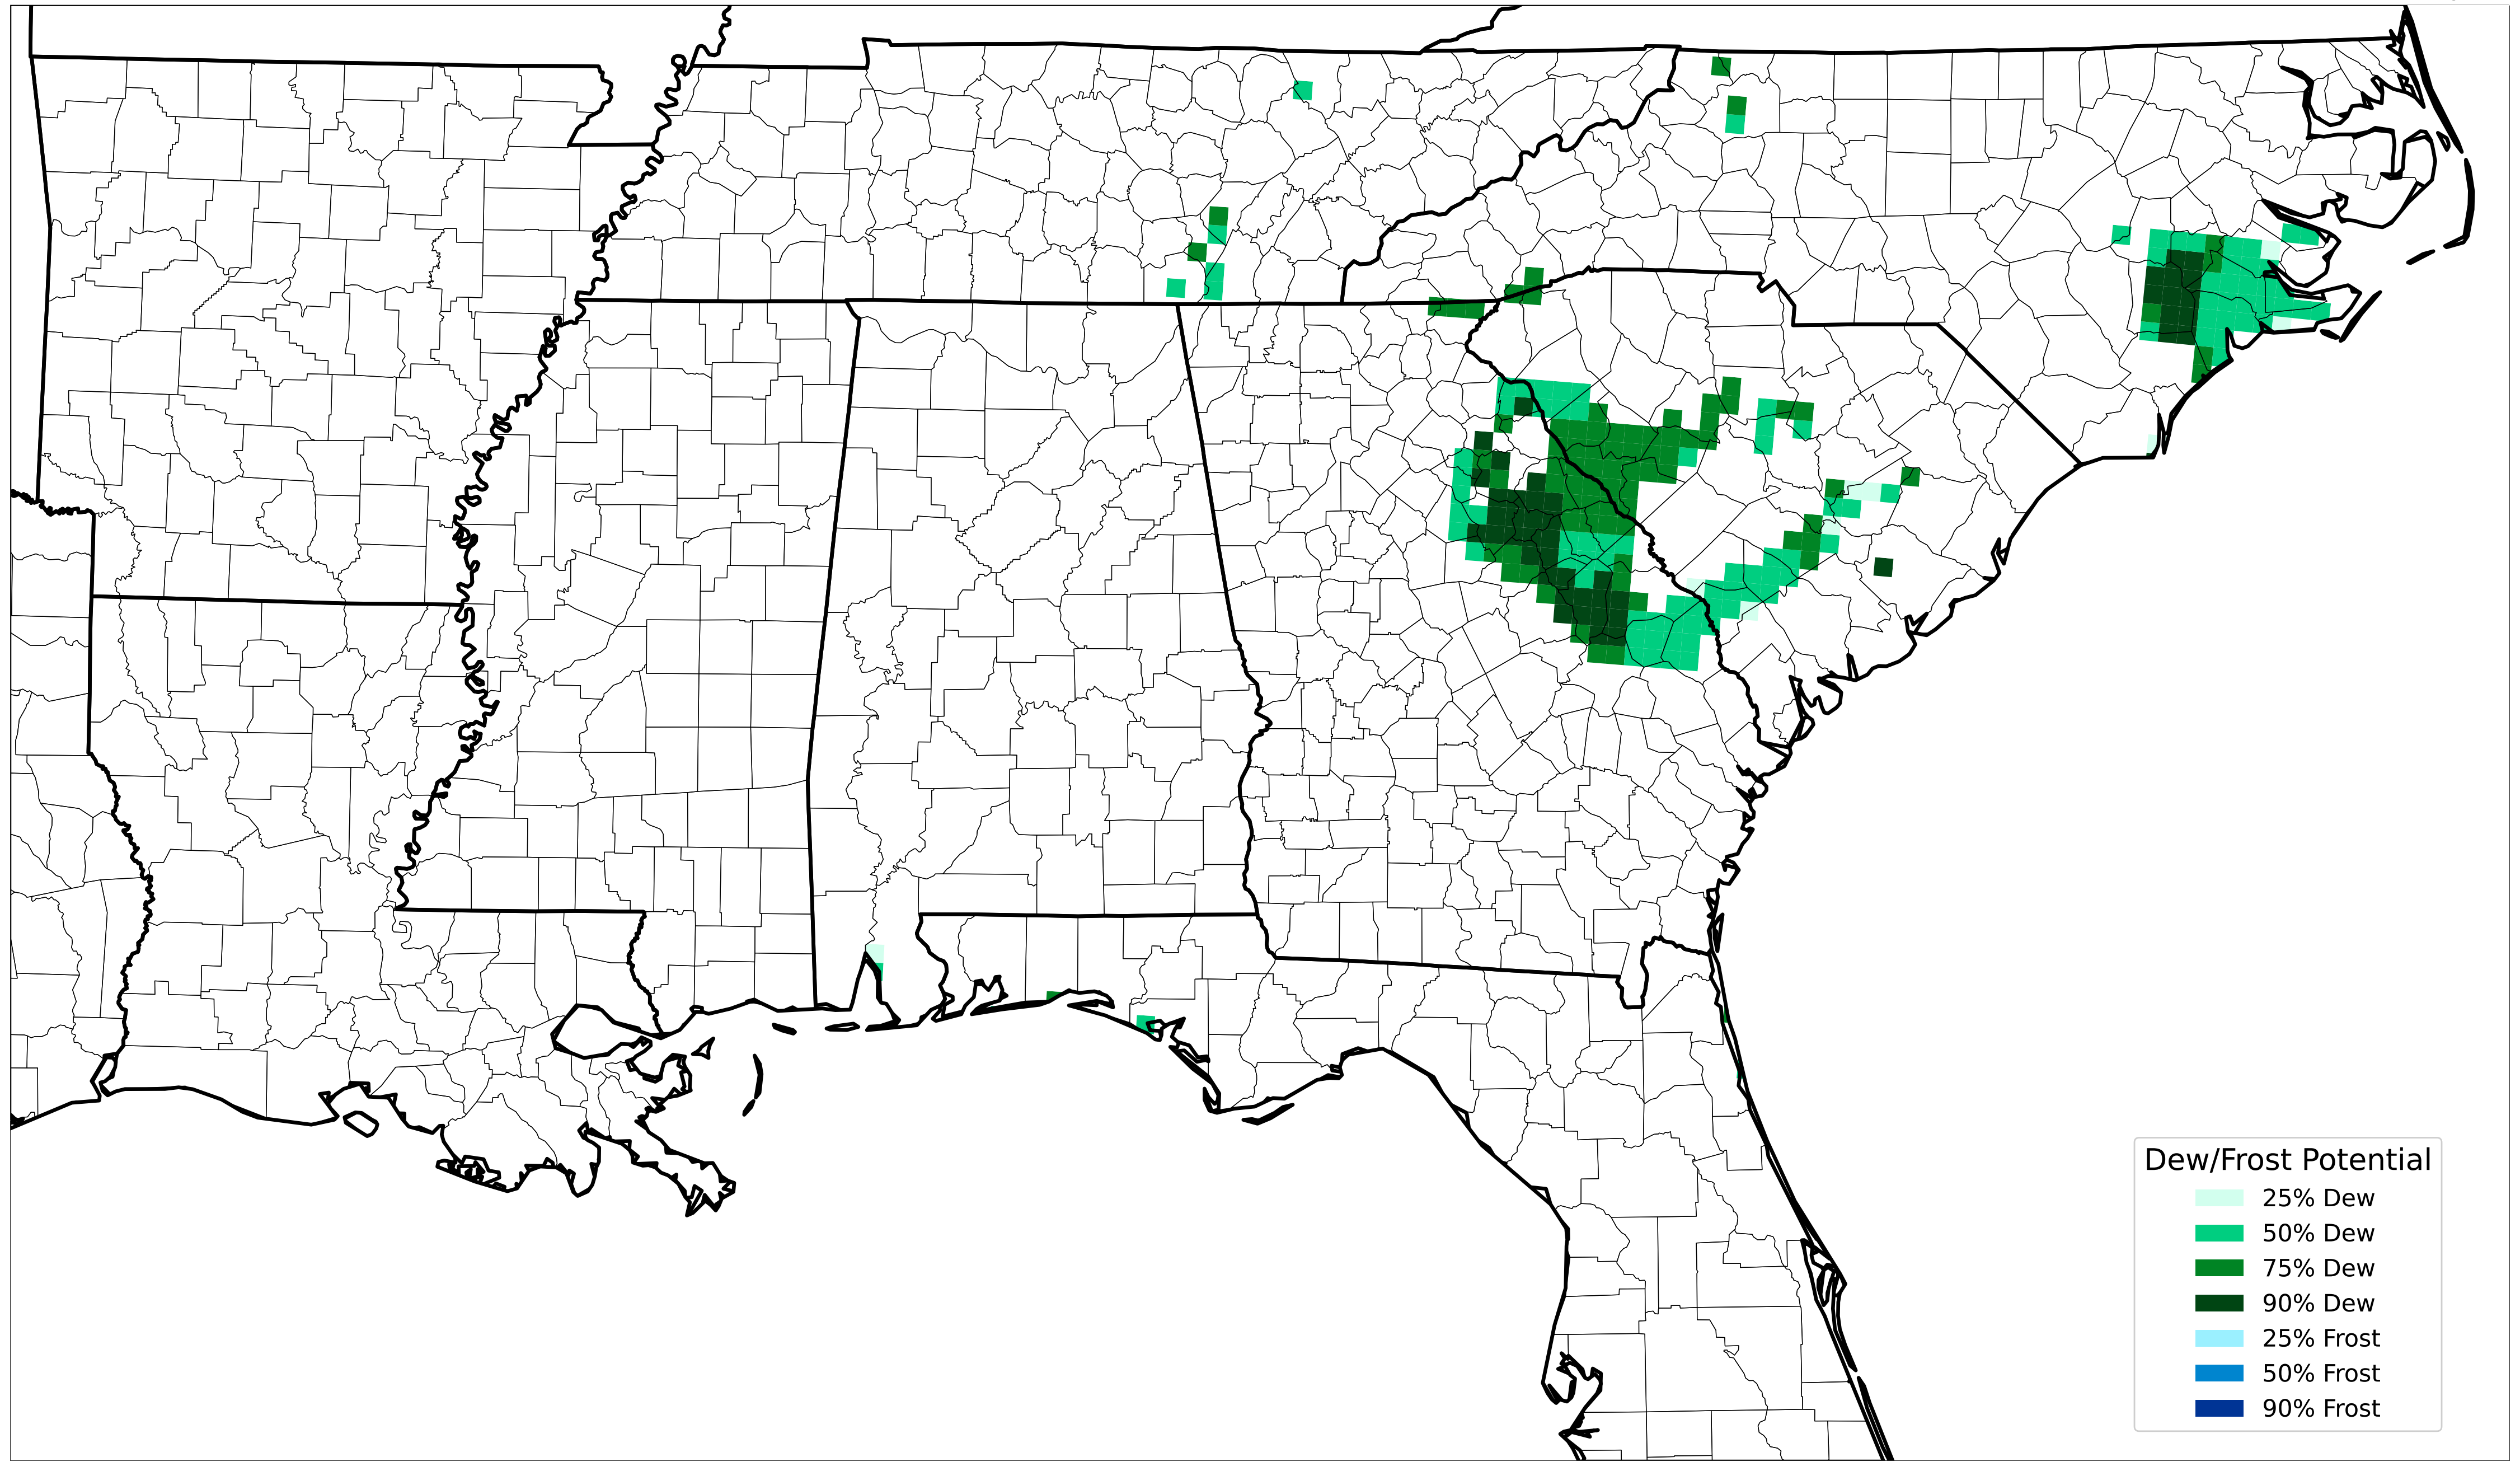 Dew/Frost Potential
25% Dew
50% Dew
75% Dew
90% Dew
25% Frost
50% Frost
90% Frost